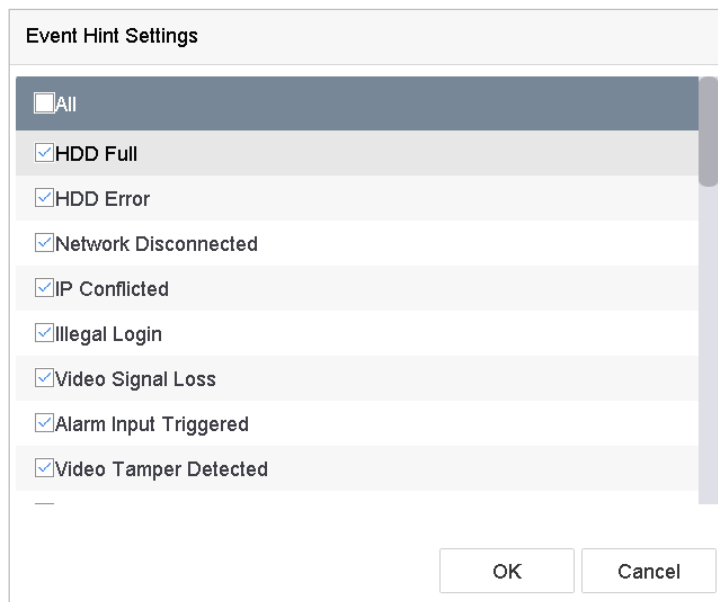 Event Hint Settings
All
HDD Full
HDD Error
Network Disconnected
IP Conflicted
Illegal Login
Video Signal Loss
Alarm Input Triggered
Video Tamper Detected
OK
Cancel